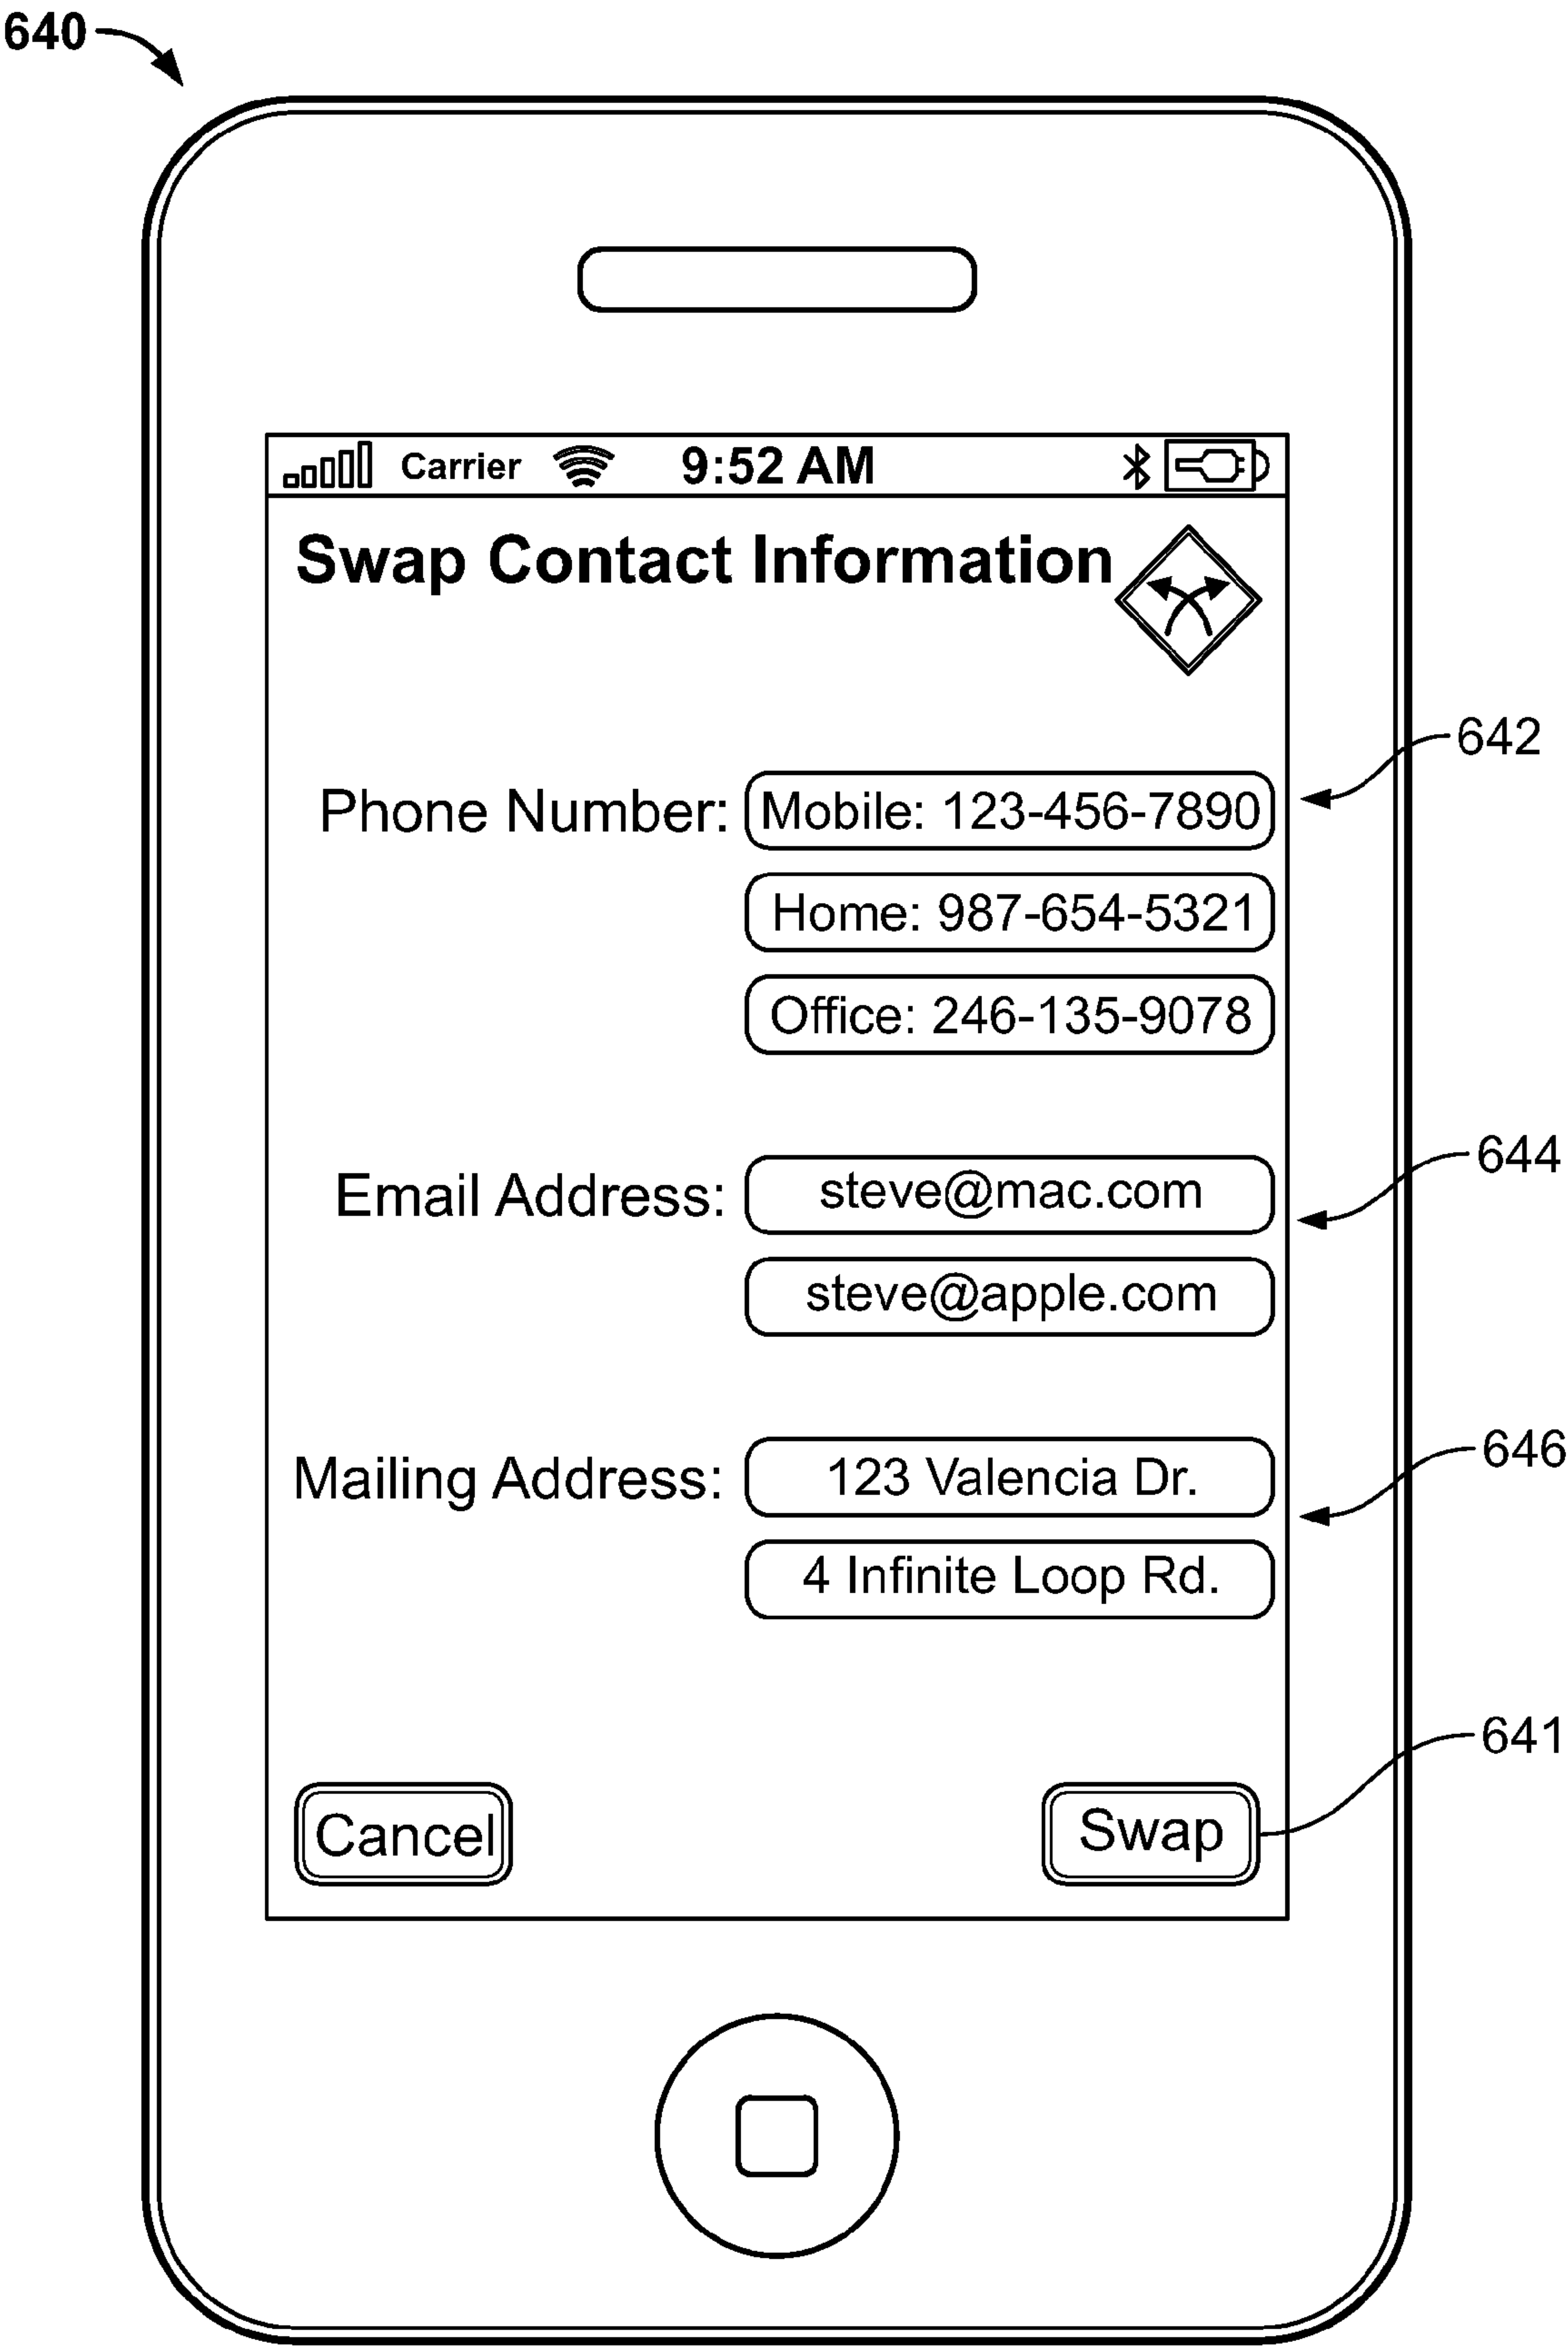 640
Carrier 9:52 AM
Swap Contact Information
642
Phone Number: Mobile: 123-456-7890
Home: 987-654-5321
Office: 246-135-9078
644
Email Address: steve@mac.com
steve@apple.com
646
Mailing Address: 123 Valencia Dr.
4 Infinite Loop Rd.
641
Cancel Swap